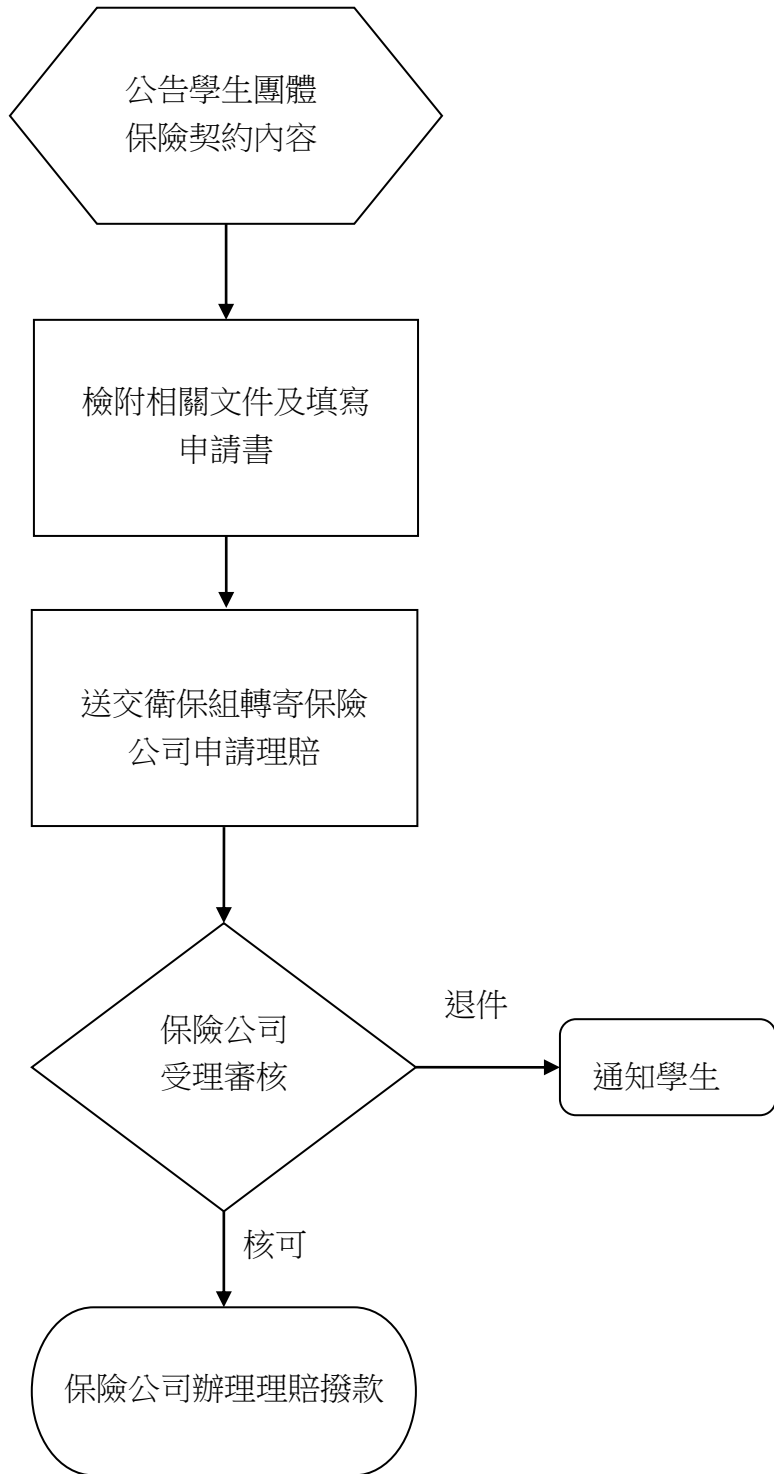 公告學生團體
保險契約內容
檢附相關文件及填寫
申請書
送交衛保組轉寄保險
公司申請理賠
保險公司
受理審核
退件
通知學生
核可
保險公司辦理理賠撥款